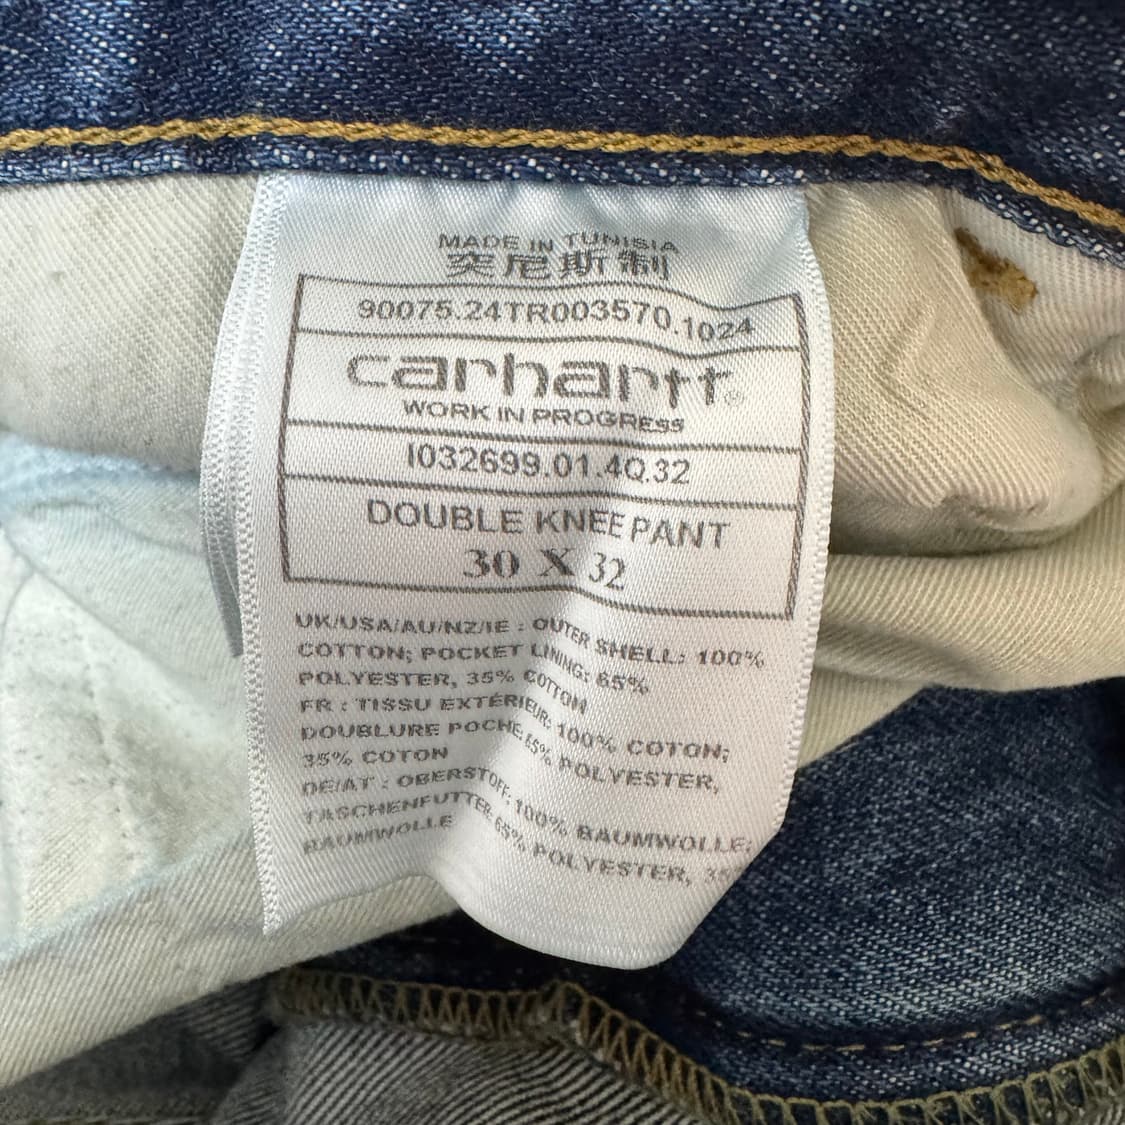 MADE IN TUNISIA
突尼斯制
90075.24TR003570.1024
carhartt®
WORK IN PROGRESS
I032699.01.4Q.32
DOUBLE KNEE PANT
30 X 32
UK/USA/AU/NZ/IE : OUTER SHELL: 100%
COTTON; POCKET LINING: 65%
POLYESTER, 35% COTTON
FR : TISSU EXTÉRIEUR: 100% COTON;
DOUBLURE POCHE: 65% POLYESTER,
35% COTON
DE/AT : OBERSTOFF: 100% BAUMWOLLE;
TASCHENFUTTER: 65% POLYESTER, 35
BAUMWOLLE